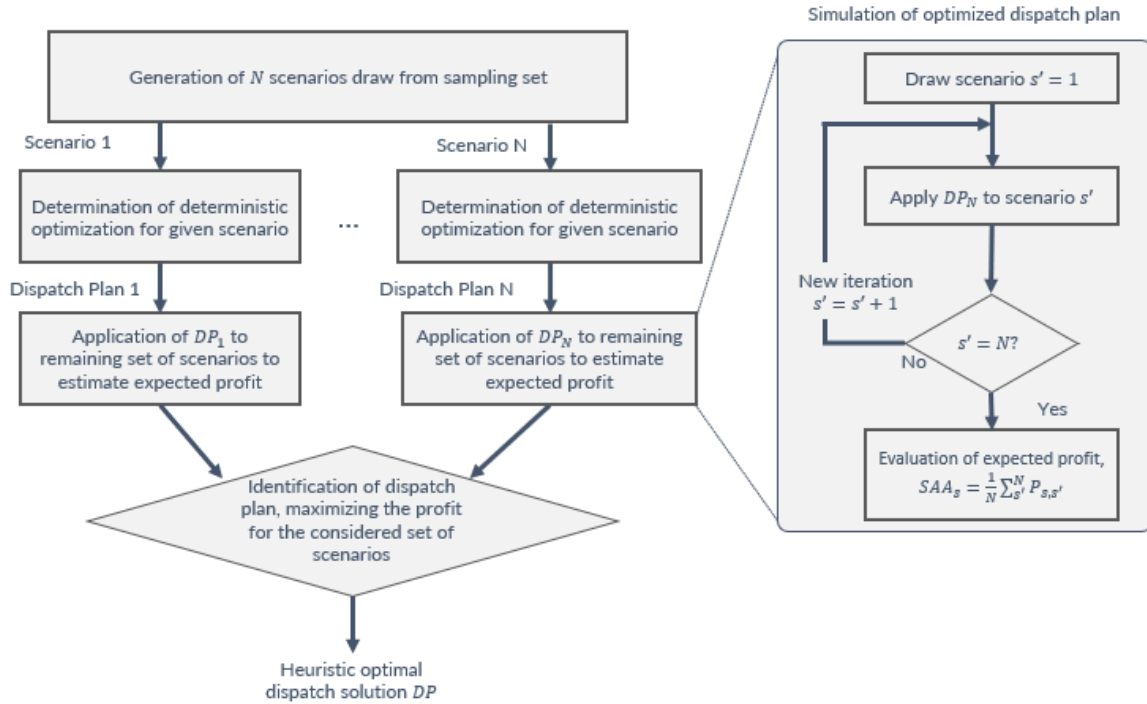 Simulation of optimized dispatch plan
Generation of N scenarios draw from sampling set
Scenario 1
Scenario N
Determination of deterministic
optimization for given scenario
...
Determination of deterministic
optimization for given scenario
Dispatch Plan 1
Dispatch Plan N
Application of DP₁ to
remaining set of scenarios to
estimate expected profit
Application of DP_N to remaining
set of scenarios to estimate
expected profit
Identification of dispatch
plan, maximizing the profit
for the considered set of
scenarios
Heuristic optimal
dispatch solution DP
Draw scenario s′ = 1
Apply DP_N to scenario s′
New iteration
s′ = s′ + 1
s′ = N?
No
Yes
Evaluation of expected profit,
SAA_s = 1/N ∑_{s′}^{N} P_{s,s′}